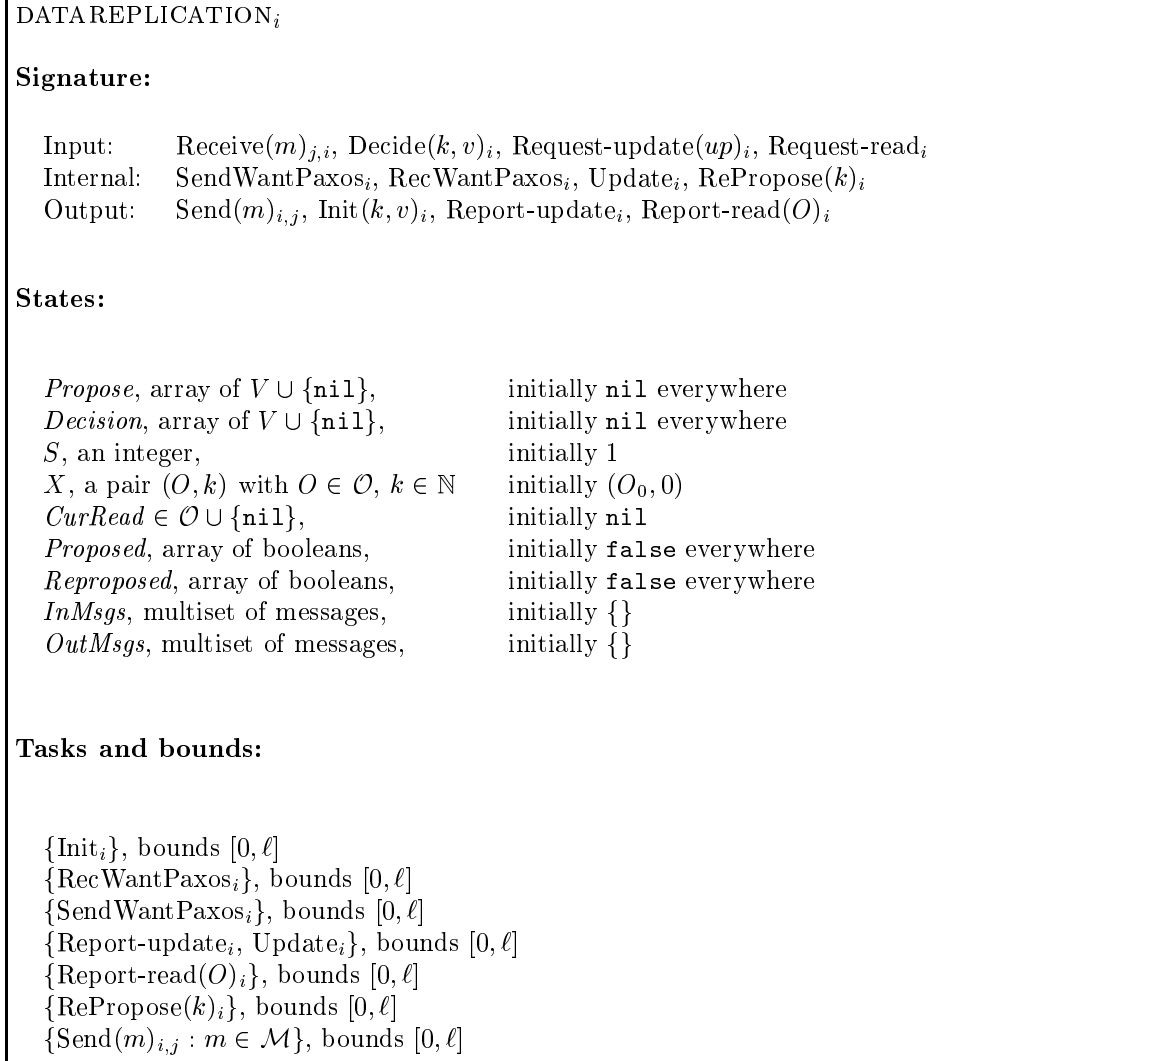 DATAREPLICATION_i
Signature:
Input: Receive(m)_{j,i}, Decide(k, v)_i, Request-update(up)_i, Request-read_i
Internal: SendWantPaxos_i, RecWantPaxos_i, Update_i, RePropose(k)_i
Output: Send(m)_{i,j}, Init(k, v)_i, Report-update_i, Report-read(O)_i
States:
Propose, array of V ∪ {nil}, initially nil everywhere
Decision, array of V ∪ {nil}, initially nil everywhere
S, an integer, initially 1
X, a pair (O, k) with O ∈ 𝒪, k ∈ ℕ initially (O_0, 0)
CurRead ∈ 𝒪 ∪ {nil}, initially nil
Proposed, array of booleans, initially false everywhere
Reproposed, array of booleans, initially false everywhere
InMsgs, multiset of messages, initially {}
OutMsgs, multiset of messages, initially {}
Tasks and bounds:
{Init_i}, bounds [0, ℓ]
{RecWantPaxos_i}, bounds [0, ℓ]
{SendWantPaxos_i}, bounds [0, ℓ]
{Report-update_i, Update_i}, bounds [0, ℓ]
{Report-read(O)_i}, bounds [0, ℓ]
{RePropose(k)_i}, bounds [0, ℓ]
{Send(m)_{i,j} : m ∈ ℳ}, bounds [0, ℓ]